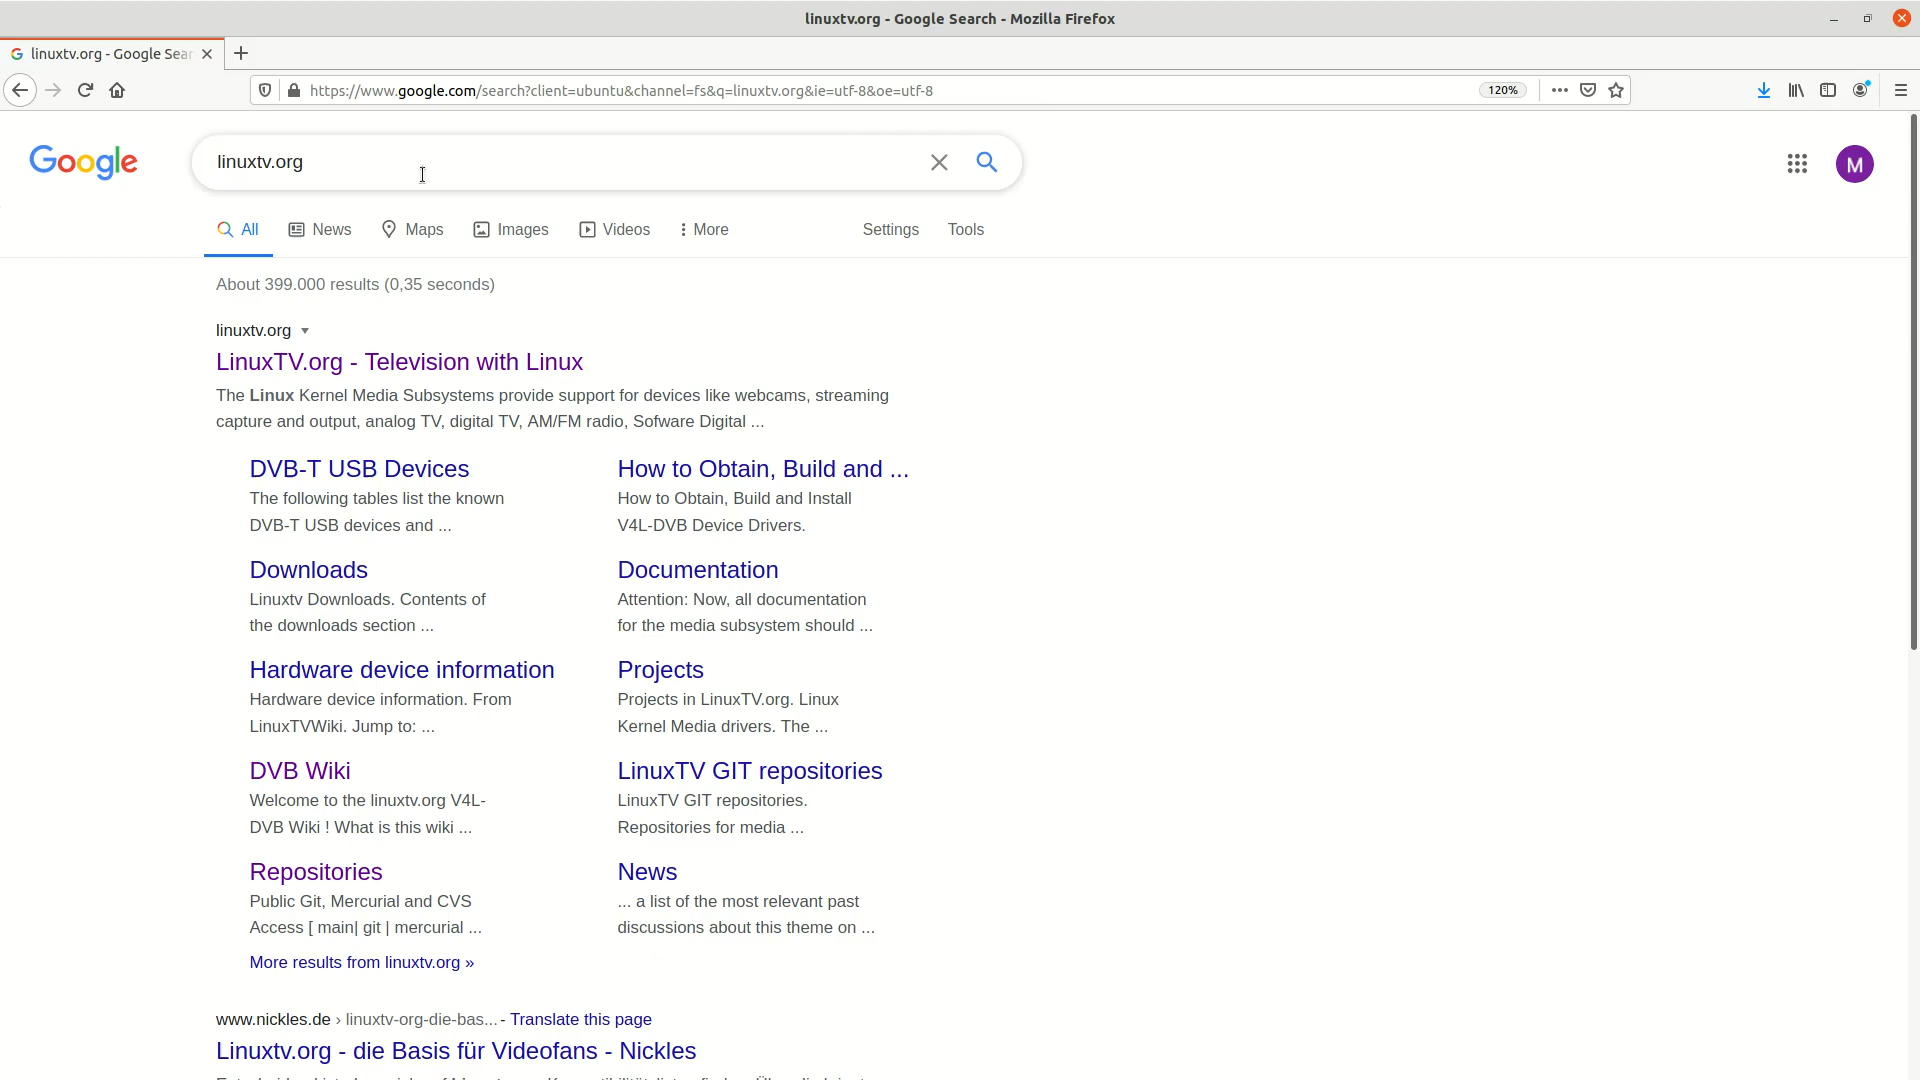 linuxtv.org - Google Search - Mozilla Firefox
linuxtv.org - Google Sear
https://www.google.com/search?client=ubuntu&channel=fs&q=linuxtv.org&ie=utf-8&oe=utf-8
120%
Google
linuxtv.org
M
All
News
Maps
Images
Videos
More
Settings
Tools
About 399.000 results (0,35 seconds)
linuxtv.org
LinuxTV.org - Television with Linux
The Linux Kernel Media Subsystems provide support for devices like webcams, streaming
capture and output, analog TV, digital TV, AM/FM radio, Sofware Digital ...
DVB-T USB Devices
The following tables list the known
DVB-T USB devices and ...
How to Obtain, Build and ...
How to Obtain, Build and Install
V4L-DVB Device Drivers.
Downloads
Linuxtv Downloads. Contents of
the downloads section ...
Documentation
Attention: Now, all documentation
for the media subsystem should ...
Hardware device information
Hardware device information. From
LinuxTVWiki. Jump to: ...
Projects
Projects in LinuxTV.org. Linux
Kernel Media drivers. The ...
DVB Wiki
Welcome to the linuxtv.org V4L-
DVB Wiki ! What is this wiki ...
LinuxTV GIT repositories
LinuxTV GIT repositories.
Repositories for media ...
Repositories
Public Git, Mercurial and CVS
Access [ main| git | mercurial ...
News
... a list of the most relevant past
discussions about this theme on ...
More results from linuxtv.org »
www.nickles.de › linuxtv-org-die-bas... - Translate this page
Linuxtv.org - die Basis für Videofans - Nickles